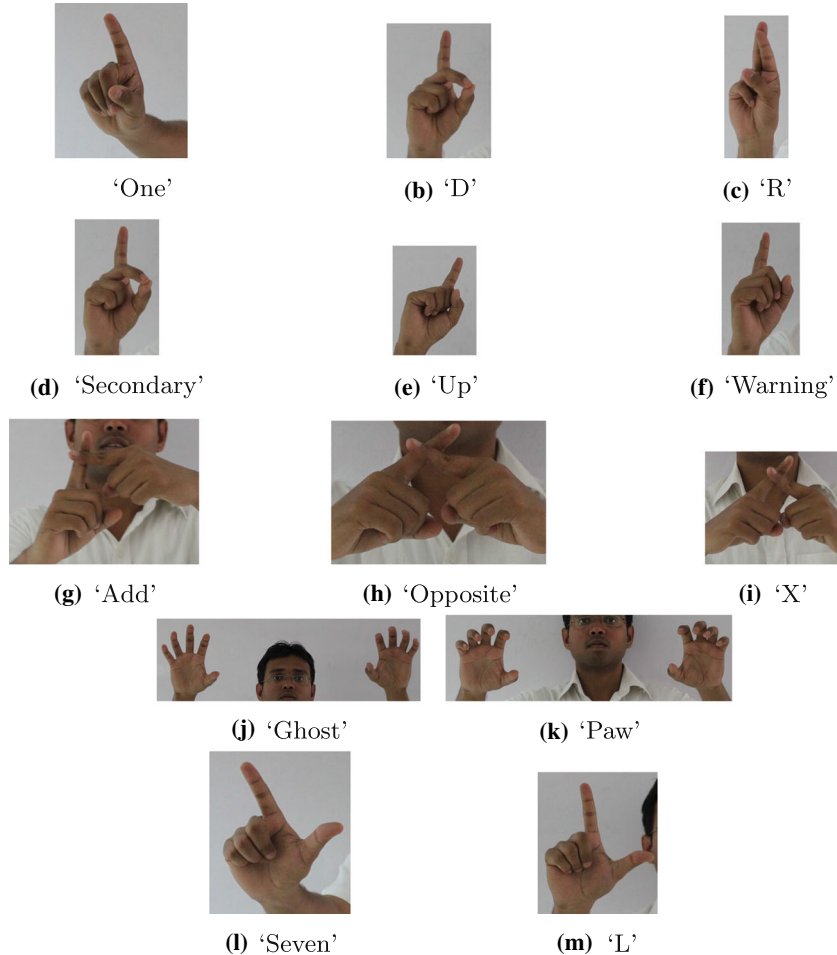 ‘One’
(b) ‘D’
(c) ‘R’
(d) ‘Secondary’
(e) ‘Up’
(f) ‘Warning’
(g) ‘Add’
(h) ‘Opposite’
(i) ‘X’
(j) ‘Ghost’
(k) ‘Paw’
(l) ‘Seven’
(m) ‘L’